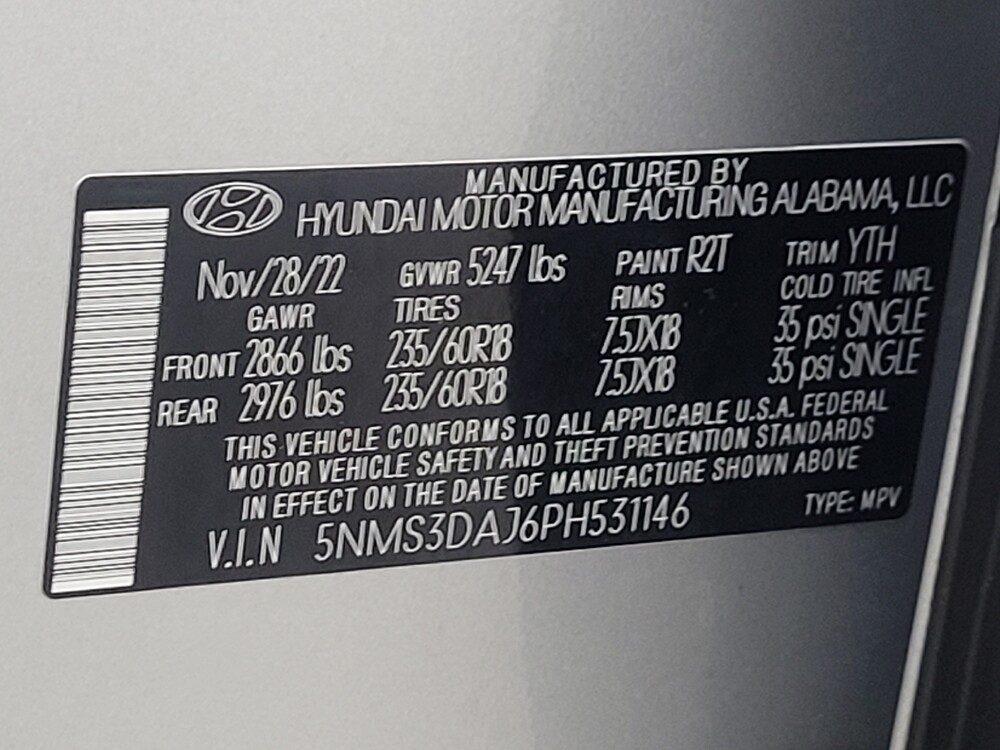 MANUFACTURED BY
HYUNDAI MOTOR MANUFACTURING ALABAMA, LLC
Nov/28/22 GVWR 5247 lbs PAINT R2T TRIM YTH
GAWR TIRES RIMS COLD TIRE INFL
FRONT 2866 lbs 235/60R18 7.5JX18 35 psi SINGLE
REAR 2976 lbs 235/60R18 7.5JX18 35 psi SINGLE
THIS VEHICLE CONFORMS TO ALL APPLICABLE U.S.A. FEDERAL
MOTOR VEHICLE SAFETY AND THEFT PREVENTION STANDARDS
IN EFFECT ON THE DATE OF MANUFACTURE SHOWN ABOVE
V.I.N 5NMS3DAJ6PH531146 TYPE: MPV